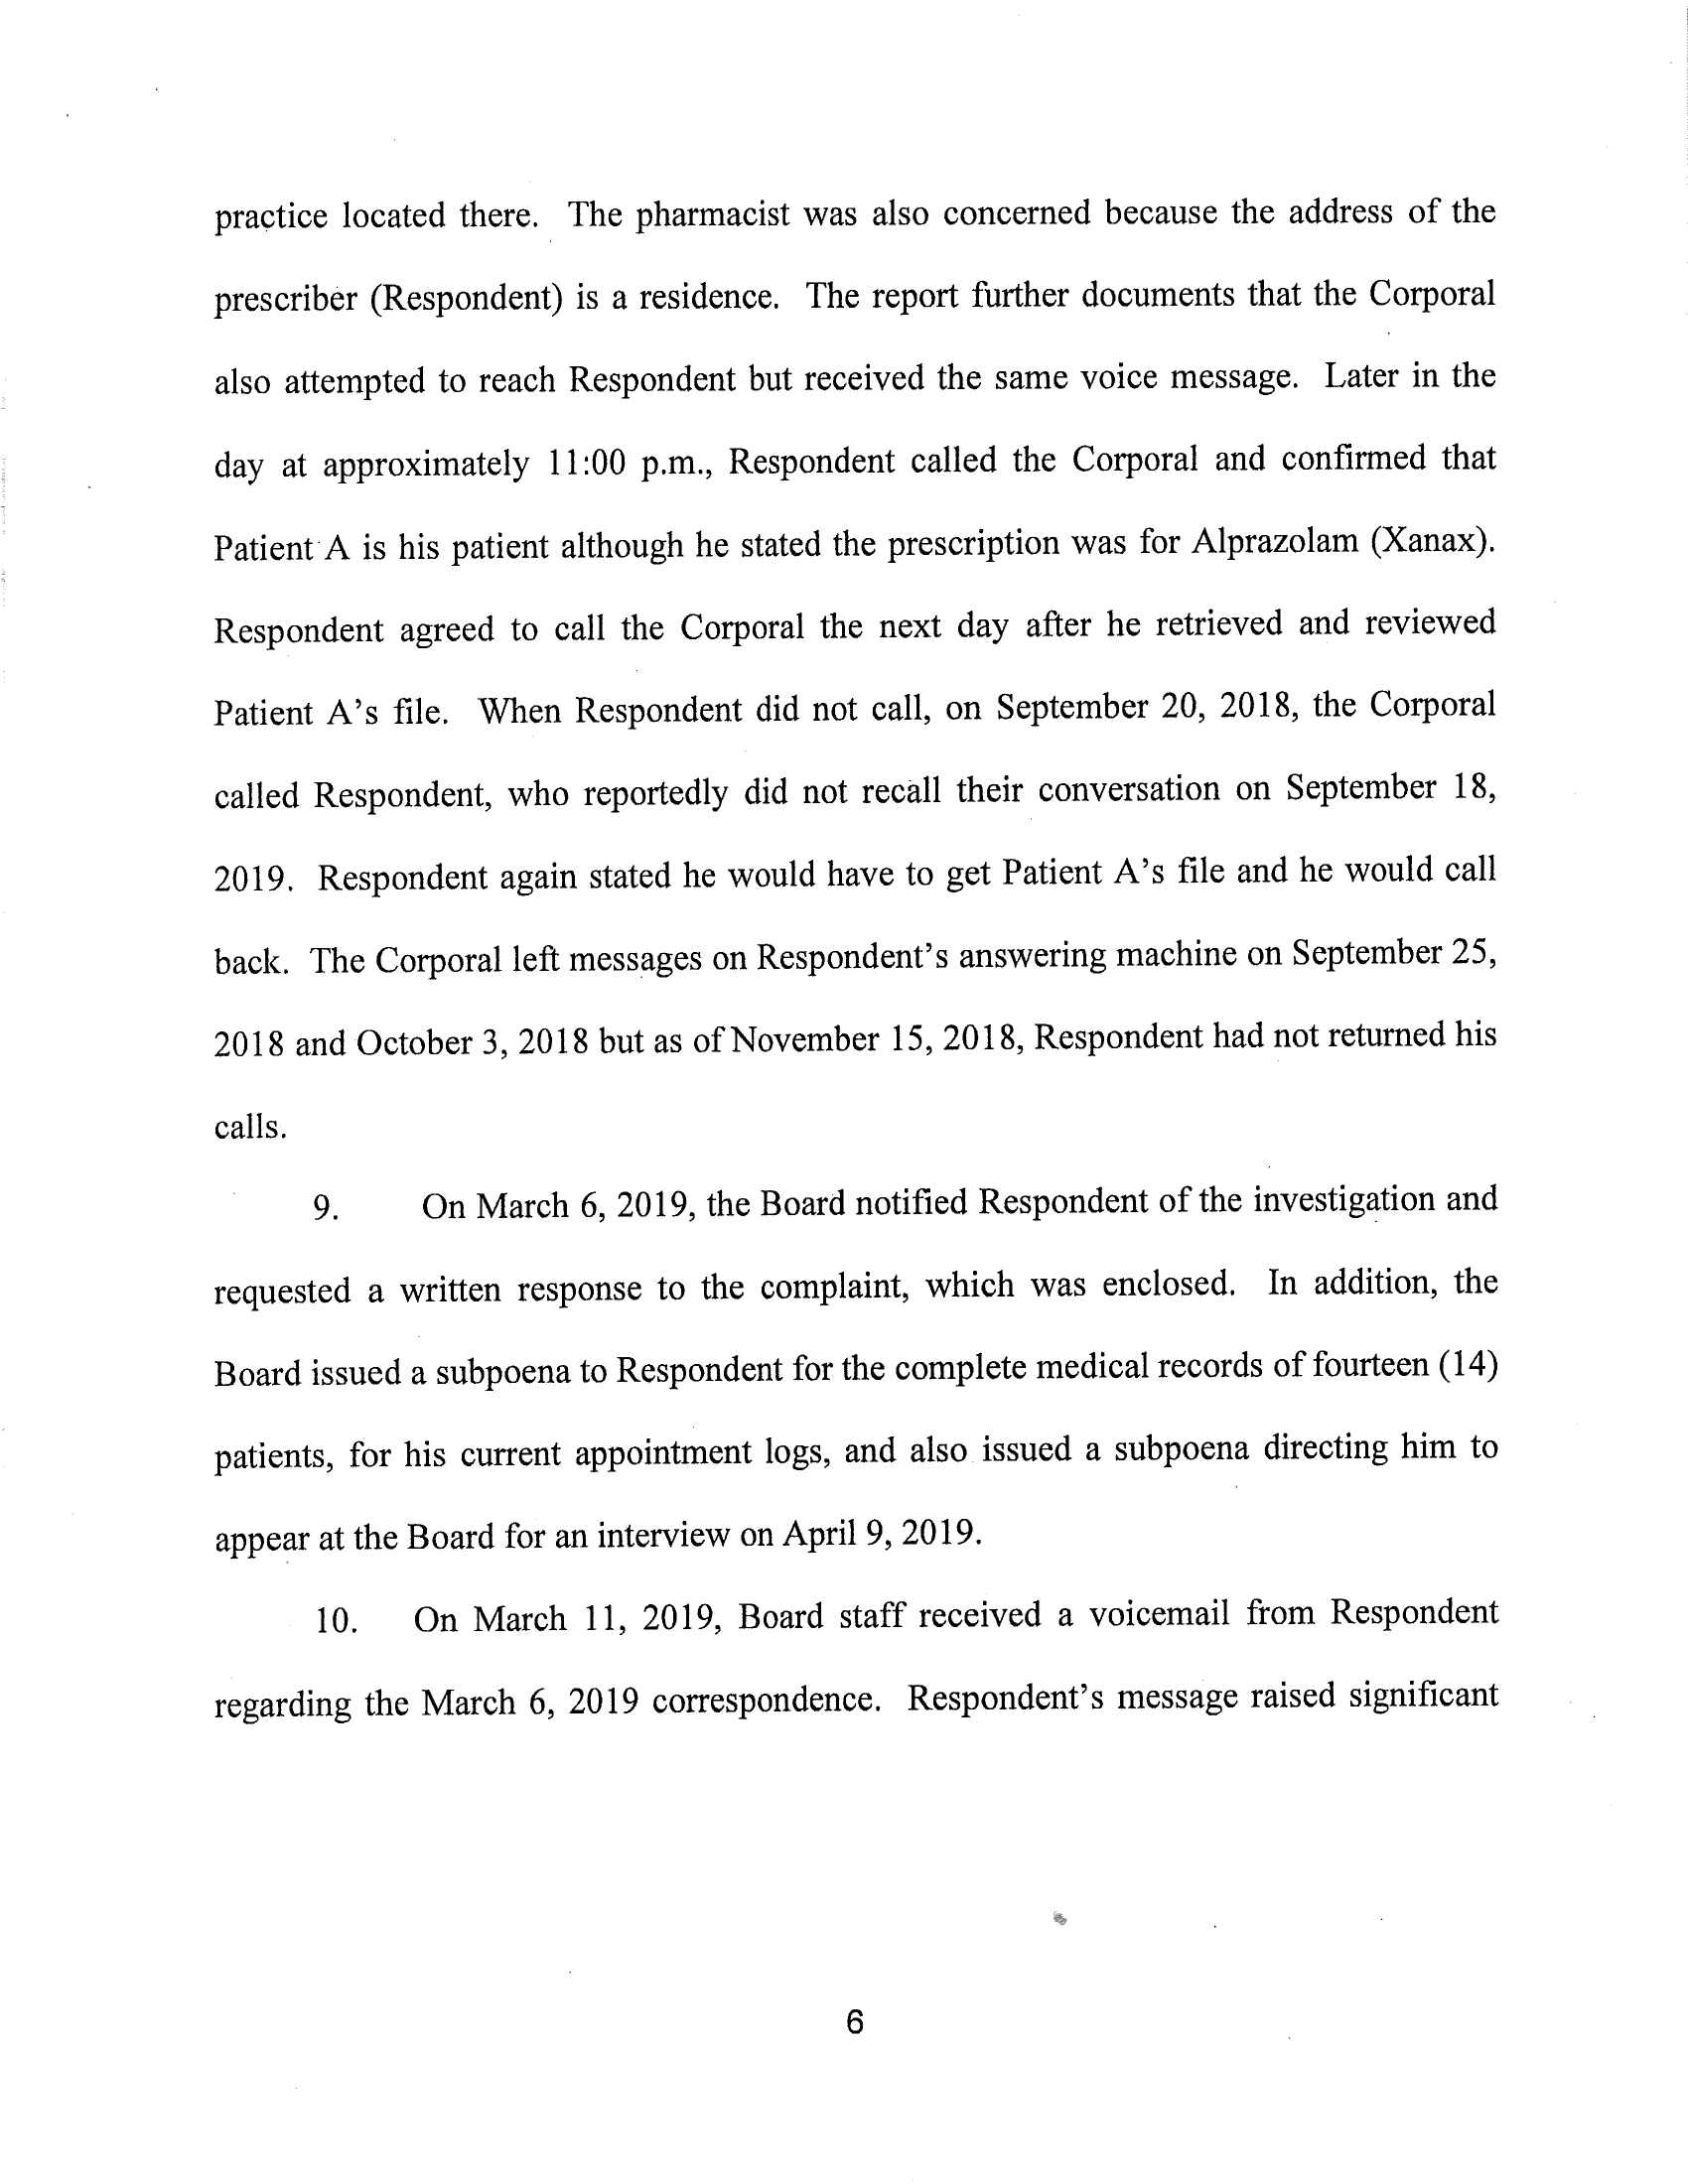 practice located there. The pharmacist was also concerned because the address of the
prescriber (Respondent) is a residence. The report further documents that the Corporal
also attempted to reach Respondent but received the same voice message. Later in the
day at approximately 11:00 p.m., Respondent called the Corporal and confirmed that
Patient A is his patient although he stated the prescription was for Alprazolam (Xanax).
Respondent agreed to call the Corporal the next day after he retrieved and reviewed
Patient A's file. When Respondent did not call, on September 20, 2018, the Corporal
called Respondent, who reportedly did not recall their conversation on September 18,
2019. Respondent again stated he would have to get Patient A's file and he would call
back. The Corporal left messages on Respondent's answering machine on September 25,
2018 and October 3, 2018 but as of November 15, 2018, Respondent had not returned his
calls.
9. On March 6, 2019, the Board notified Respondent of the investigation and
requested a written response to the complaint, which was enclosed. In addition, the
Board issued a subpoena to Respondent for the complete medical records of fourteen (14)
patients, for his current appointment logs, and also issued a subpoena directing him to
appear at the Board for an interview on April 9, 2019.
10. On March 11, 2019, Board staff received a voicemail from Respondent
regarding the March 6, 2019 correspondence. Respondent's message raised significant
6